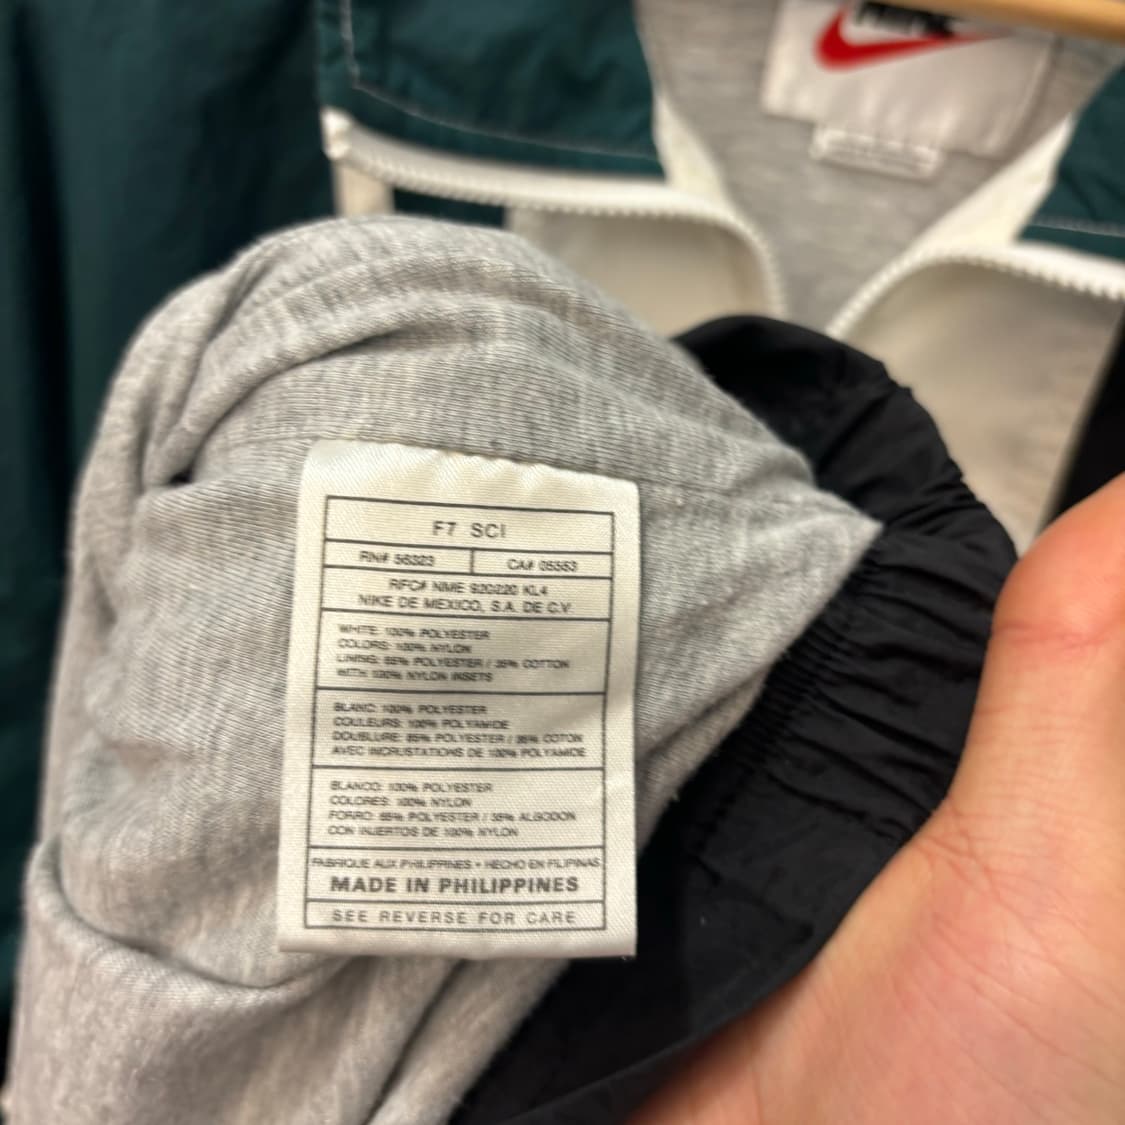 NIKE
F7 SCI
RN# 56323 CA# 05553
RFC# NME 920220 KL4
NIKE DE MEXICO, S.A. DE C.V.
WHITE: 100% POLYESTER
COLORS: 100% NYLON
LINING: 65% POLYESTER / 35% COTTON
WITH 100% NYLON INSETS
BLANC: 100% POLYESTER
COULEURS: 100% POLYAMIDE
DOUBLURE: 65% POLYESTER / 35% COTON
AVEC INCRUSTATIONS DE 100% POLYAMIDE
BLANCO: 100% POLYESTER
COLORES: 100% NYLON
FORRO: 65% POLYESTER / 35% ALGODON
CON INJERTOS DE 100% NYLON
FABRIQUE AUX PHILIPPINES • HECHO EN FILIPINAS
MADE IN PHILIPPINES
SEE REVERSE FOR CARE